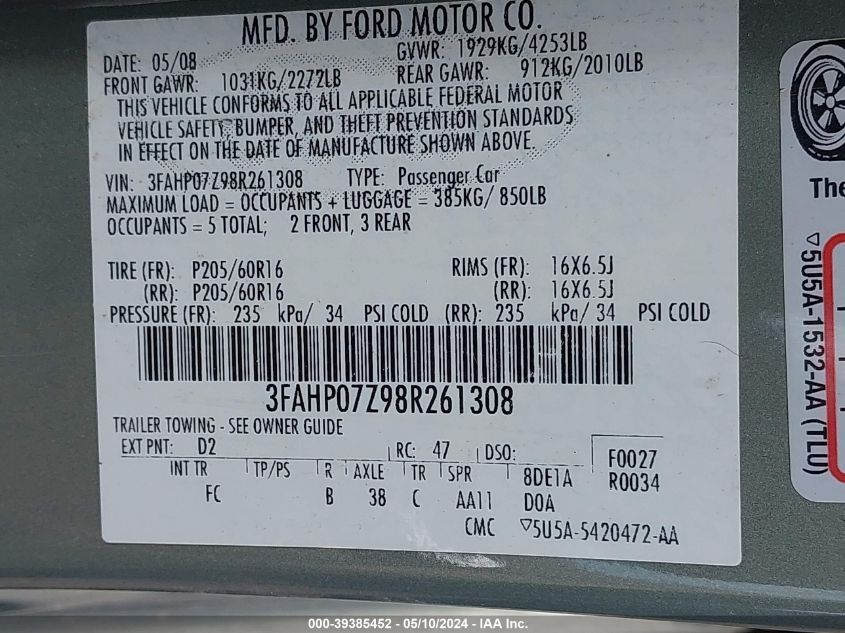 MFD. BY FORD MOTOR CO.
DATE: 05/08 GVWR: 1929KG/4253LB
FRONT GAWR: 1031KG/2272LB REAR GAWR: 912KG/2010LB
THIS VEHICLE CONFORMS TO ALL APPLICABLE FEDERAL MOTOR
VEHICLE SAFETY, BUMPER, AND THEFT PREVENTION STANDARDS
IN EFFECT ON THE DATE OF MANUFACTURE SHOWN ABOVE.
VIN: 3FAHP07Z98R261308 TYPE: Passenger Car
MAXIMUM LOAD = OCCUPANTS + LUGGAGE = 385KG/ 850LB
OCCUPANTS = 5 TOTAL; 2 FRONT, 3 REAR
TIRE (FR): P205/60R16 RIMS (FR): 16X6.5J
(RR): P205/60R16 (RR): 16X6.5J
PRESSURE (FR): 235 kPa/ 34 PSI COLD (RR): 235 kPa/ 34 PSI COLD
3FAHP07Z98R261308
TRAILER TOWING - SEE OWNER GUIDE
EXT PNT: D2 RC: 47 DSO: F0027
INT TR TP/PS R AXLE TR SPR 8DE1A R0034
FC B 38 C AA11 DOA
CMC ▽5U5A-5420472-AA
The
▽5U5A-1532-AA (TLU)
000-39385452 - 05/10/2024 - IAA Inc.